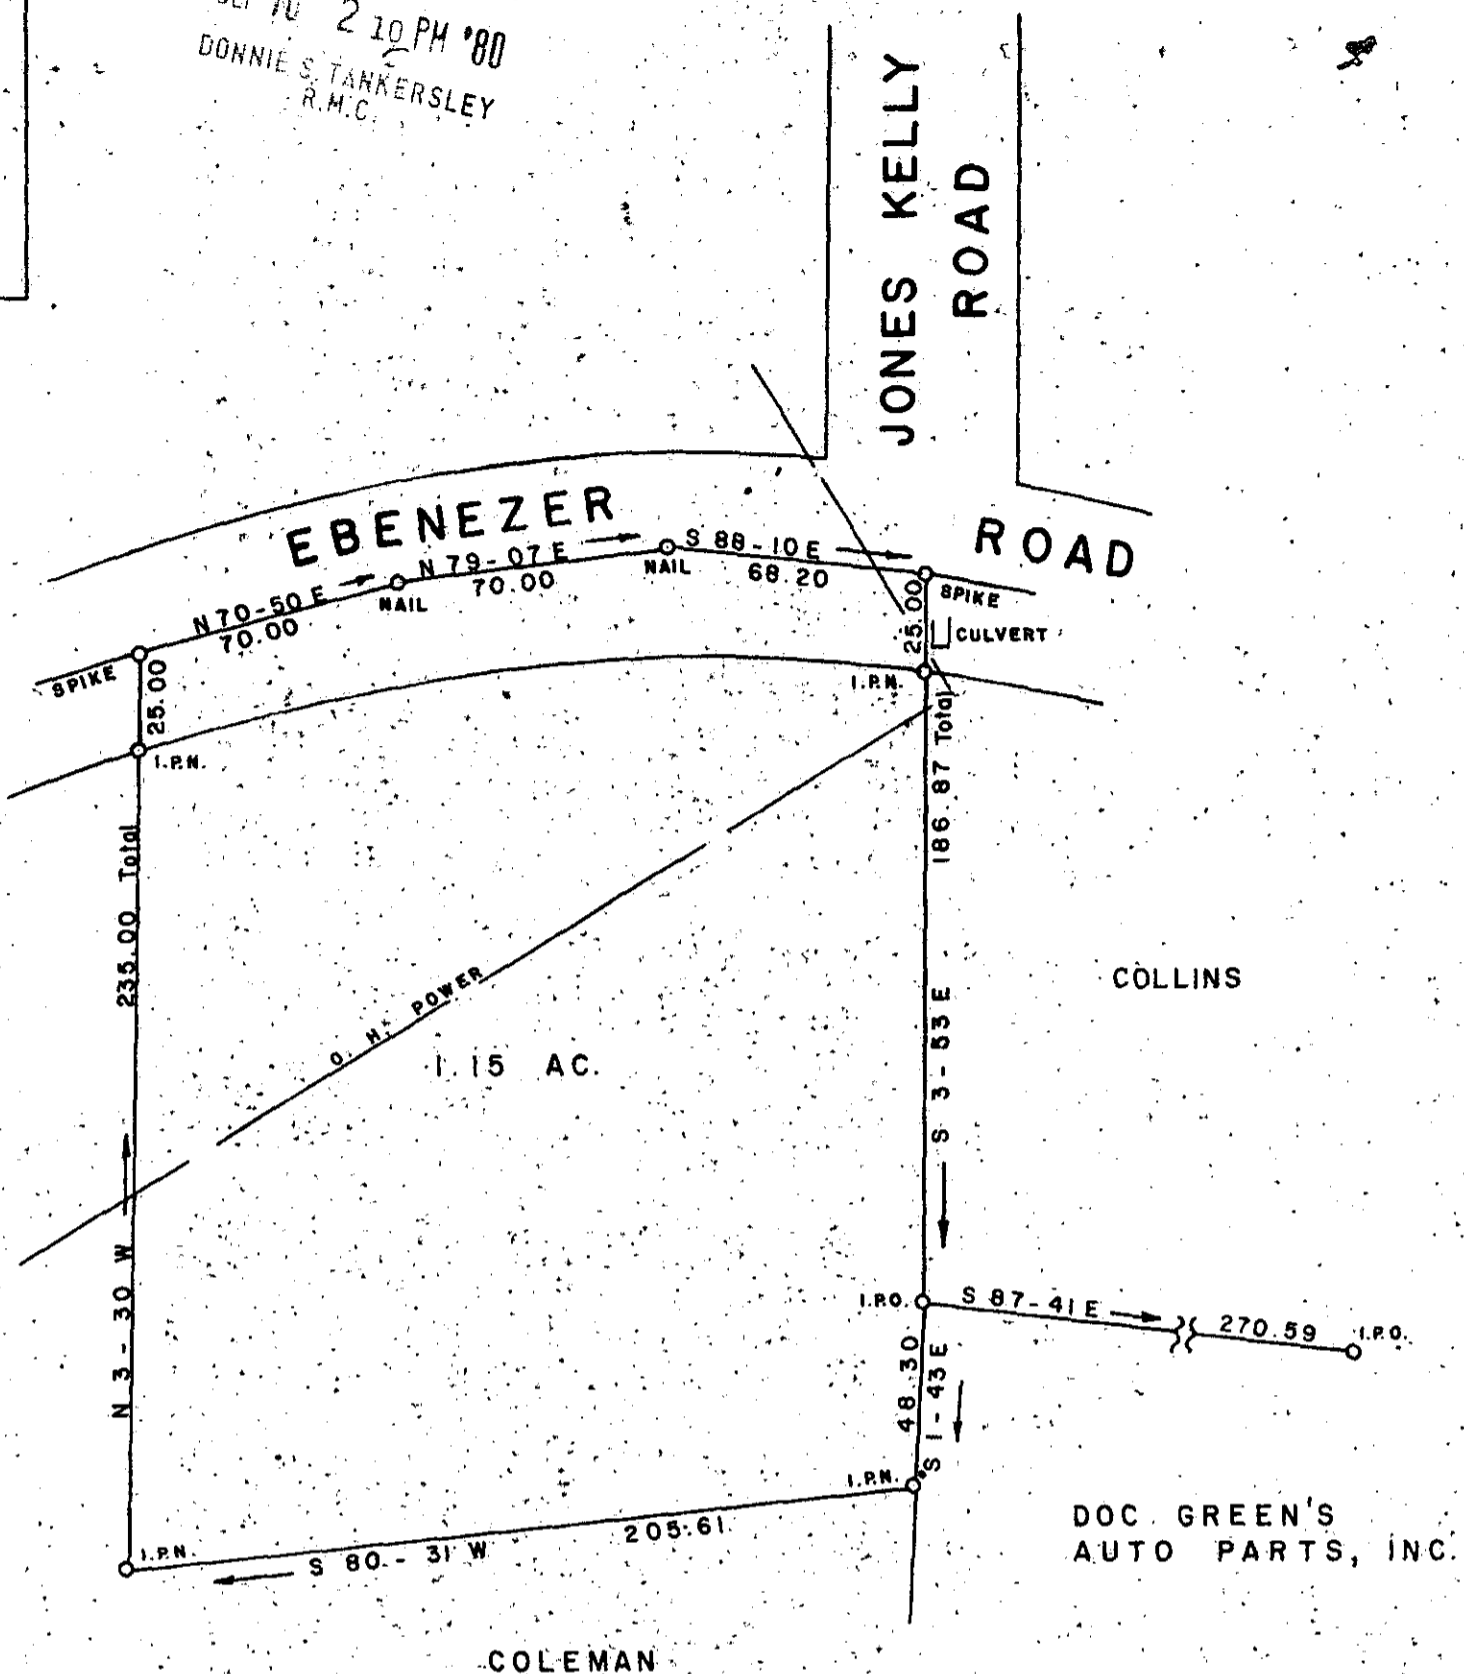 2 10 PM '80
DONNIE S. TANKERSLEY
R.M.C.
JONES KELLY
ROAD
EBENEZER
ROAD
N 70-50 E
70.00
N 79-07 E
70.00
S 88-10 E
68.20
NAIL
NAIL
SPIKE
SPIKE
25.00
25.00
CULVERT
I.P.N.
I.P.N.
235.00 Total
186.87 Total
O. H. POWER
1.15 AC.
COLLINS
S 3-53 E
N 3-30 W
I.P.O.
S 87-41 E
270.59
I.P.O.
48.30
S 1-43 E
I.P.N.
I.P.N.
S 80-31 W
205.61
DOC GREEN'S
AUTO PARTS, INC.
COLEMAN